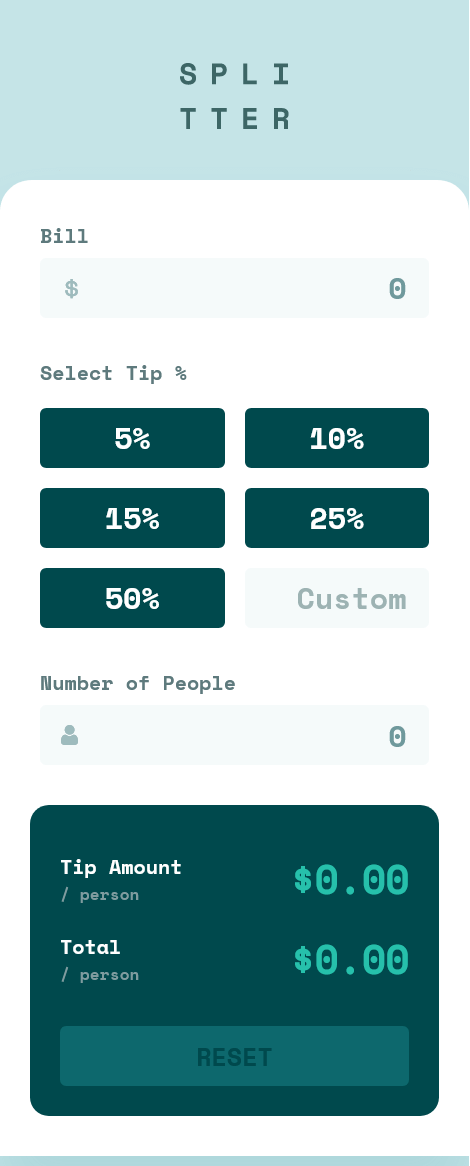 SPLI
TTER
Bill
$ 0
Select Tip %
5% 10%
15% 25%
50% Custom
Number of People
0
Tip Amount
/ person
$0.00
Total
/ person
$0.00
RESET